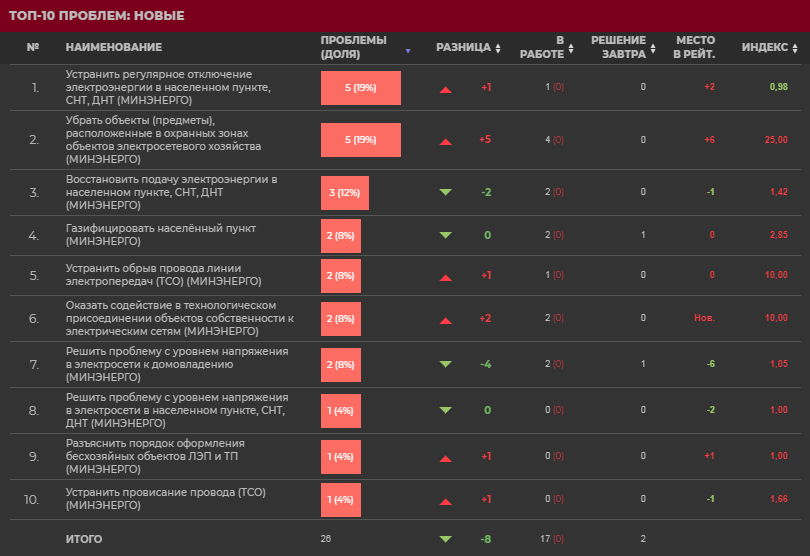 ТОП-10 ПРОБЛЕМ: НОВЫЕ
№ НАИМЕНОВАНИЕ ПРОБЛЕМЫ (ДОЛЯ) РАЗНИЦА В РАБОТЕ РЕШЕНИЕ ЗАВТРА МЕСТО В РЕЙТ. ИНДЕКС
1. Устранить регулярное отключение
электроэнергии в населенном пункте,
СНТ, ДНТ (МИНЭНЕРГО)
5 (19%) +1 1 (0) 0 +2 0,98
2. Убрать объекты (предметы),
расположенные в охранных зонах
объектов электросетевого хозяйства
(МИНЭНЕРГО)
5 (19%) +5 4 (0) 0 +6 25,00
3. Восстановить подачу электроэнергии в
населенном пункте, СНТ, ДНТ
(МИНЭНЕРГО)
3 (12%) -2 2 (0) 0 -1 1,42
4. Газифицировать населённый пункт
(МИНЭНЕРГО)
2 (8%) 0 2 (0) 1 0 2,85
5. Устранить обрыв провода линии
электропередач (ТСО) (МИНЭНЕРГО)
2 (8%) +1 1 (0) 0 0 10,00
6. Оказать содействие в технологическом
присоединении объектов собственности к
электрическим сетям (МИНЭНЕРГО)
2 (8%) +2 2 (0) 0 Нов. 10,00
7. Решить проблему с уровнем напряжения
в электросети к домовладению
(МИНЭНЕРГО)
2 (8%) -4 2 (0) 1 -6 1,05
8. Решить проблему с уровнем напряжения
в электросети в населенном пункте, СНТ,
ДНТ (МИНЭНЕРГО)
1 (4%) 0 0 (0) 0 -2 1,00
9. Разъяснить порядок оформления
бесхозяйных объектов ЛЭП и ТП
(МИНЭНЕРГО)
1 (4%) +1 0 (0) 0 +1 1,00
10. Устранить провисание провода (ТСО)
(МИНЭНЕРГО)
1 (4%) +1 0 (0) 0 -1 1,66
ИТОГО 26 -8 17 (0) 2